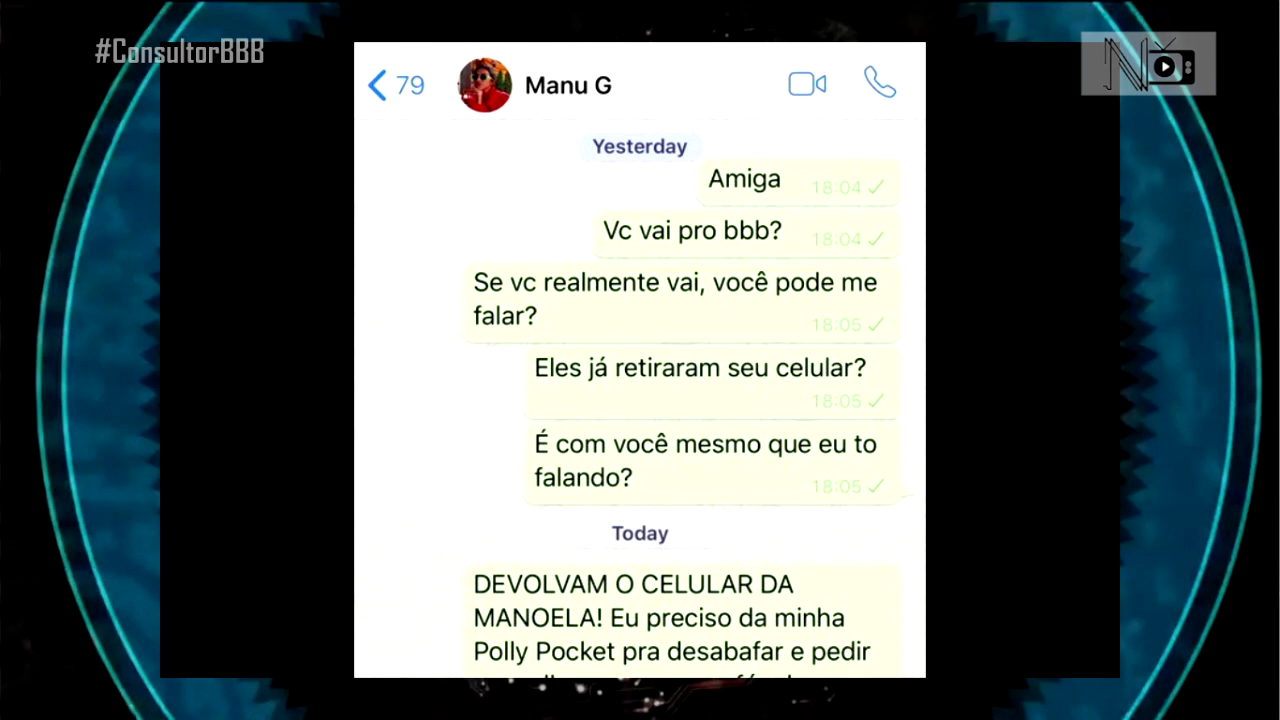 #ConsultorBBB
N
79
Manu G
Yesterday
Amiga
18:04
Vc vai pro bbb?
18:04
Se vc realmente vai, você pode me
falar?
18:05
Eles já retiraram seu celular?
18:05
É com você mesmo que eu to
falando?
18:05
Today
DEVOLVAM O CELULAR DA
MANOELA! Eu preciso da minha
Polly Pocket pra desabafar e pedir